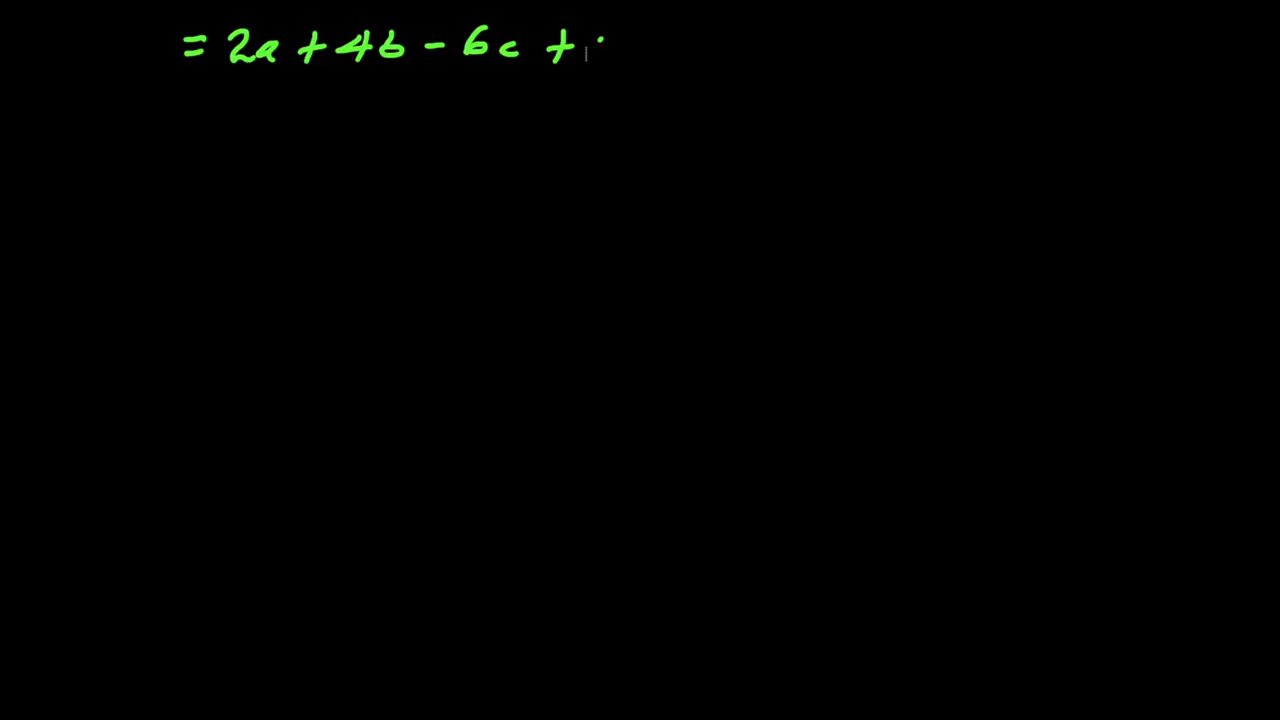 = 2a + 4b - 6c +